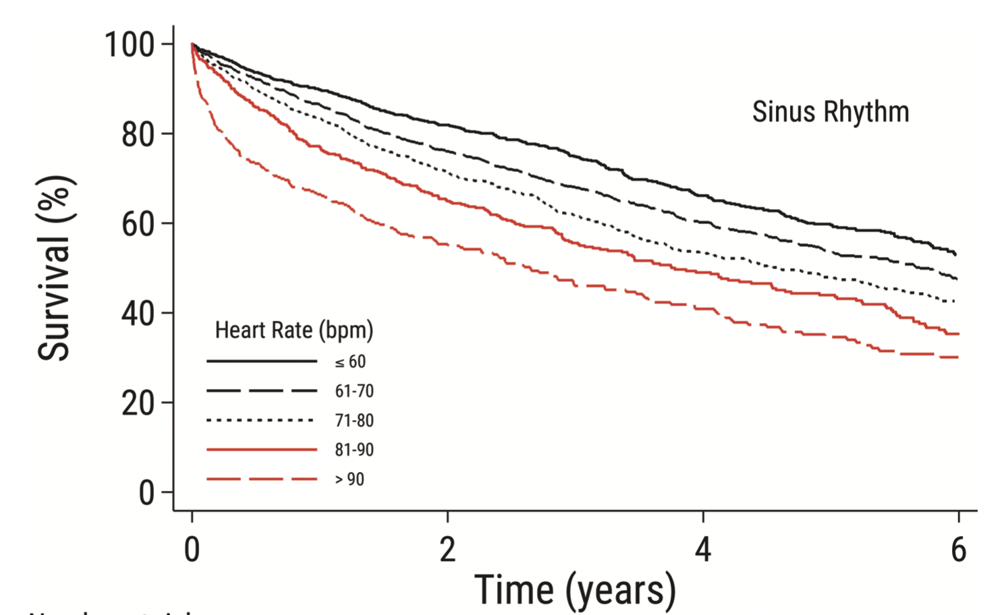 100
80
60
40
20
0
Survival (%)
Sinus Rhythm
Heart Rate (bpm)
≤ 60
61-70
71-80
81-90
> 90
0 2 4 6
Time (years)